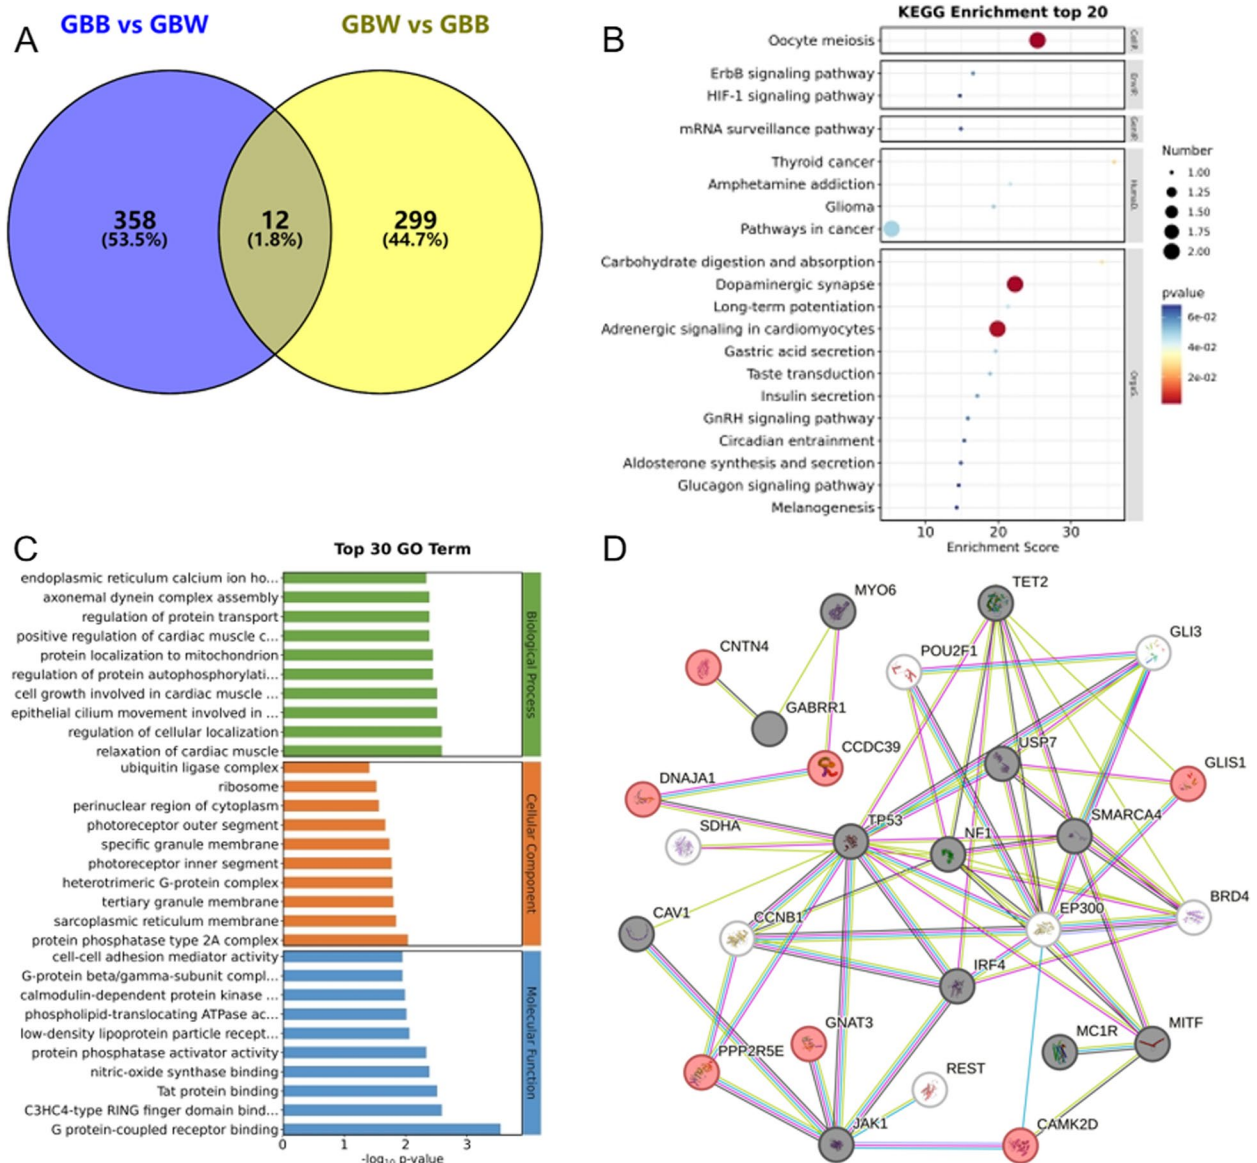 A
GBB vs GBW
GBW vs GBB
358
(53.5%)
12
(1.8%)
299
(44.7%)
B
KEGG Enrichment top 20
Oocyte meiosis
ErbB signaling pathway
HIF-1 signaling pathway
mRNA surveillance pathway
Thyroid cancer
Amphetamine addiction
Glioma
Pathways in cancer
Carbohydrate digestion and absorption
Dopaminergic synapse
Long-term potentiation
Adrenergic signaling in cardiomyocytes
Gastric acid secretion
Taste transduction
Insulin secretion
GnRH signaling pathway
Circadian entrainment
Aldosterone synthesis and secretion
Glucagon signaling pathway
Melanogenesis
10 20 30
Enrichment Score
Number
1.00
1.25
1.50
1.75
2.00
pvalue
6e-02
4e-02
2e-02
C
Top 30 GO Term
endoplasmic reticulum calcium ion ho...
axonemal dynein complex assembly
regulation of protein transport
positive regulation of cardiac muscle c...
protein localization to mitochondrion
regulation of protein autophosphorylati...
cell growth involved in cardiac muscle ...
epithelial cilium movement involved in ...
regulation of cellular localization
relaxation of cardiac muscle
Biological Process
ubiquitin ligase complex
ribosome
perinuclear region of cytoplasm
photoreceptor outer segment
specific granule membrane
photoreceptor inner segment
heterotrimeric G-protein complex
tertiary granule membrane
sarcoplasmic reticulum membrane
protein phosphatase type 2A complex
Cellular Component
cell-cell adhesion mediator activity
G-protein beta/gamma-subunit compl...
calmodulin-dependent protein kinase ...
phospholipid-translocating ATPase ac...
low-density lipoprotein particle recept...
protein phosphatase activator activity
nitric-oxide synthase binding
Tat protein binding
C3HC4-type RING finger domain bind...
G protein-coupled receptor binding
Molecular Function
0 1 2 3
-log10 p-value
D
MYO6
TET2
CNTN4
POU2F1
GLI3
GABRR1
CCDC39
USP7
DNAJA1
GLIS1
SDHA
TP53
NF1
SMARCA4
CAV1
CCNB1
EP300
BRD4
IRF4
GNAT3
MC1R
MITF
PPP2R5E
REST
JAK1
CAMK2D